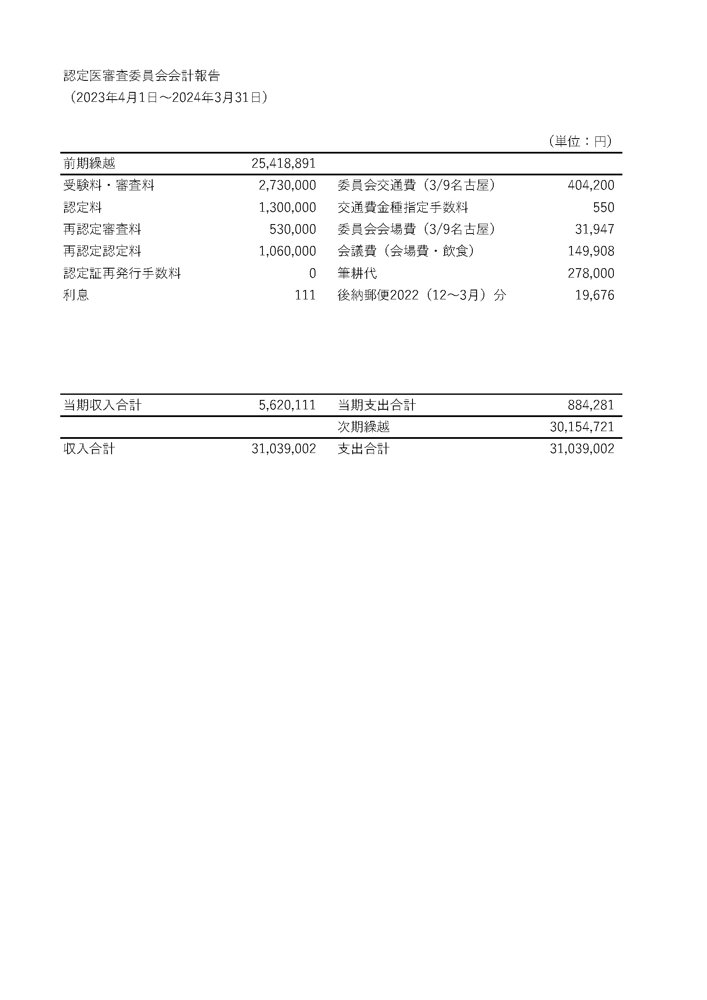 認定医審査委員会会計報告
（2023年4月1日～2024年3月31日）
（単位：円）
前期繰越 25,418,891
受験料・審査料 2,730,000 委員会交通費（3/9名古屋） 404,200
認定料 1,300,000 交通費金種指定手数料 550
再認定審査料 530,000 委員会会場費（3/9名古屋） 31,947
再認定認定料 1,060,000 会議費（会場費・飲食） 149,908
認定証再発行手数料 0 筆耕代 278,000
利息 111 後納郵便2022（12～3月）分 19,676
当期収入合計 5,620,111 当期支出合計 884,281
次期繰越 30,154,721
収入合計 31,039,002 支出合計 31,039,002